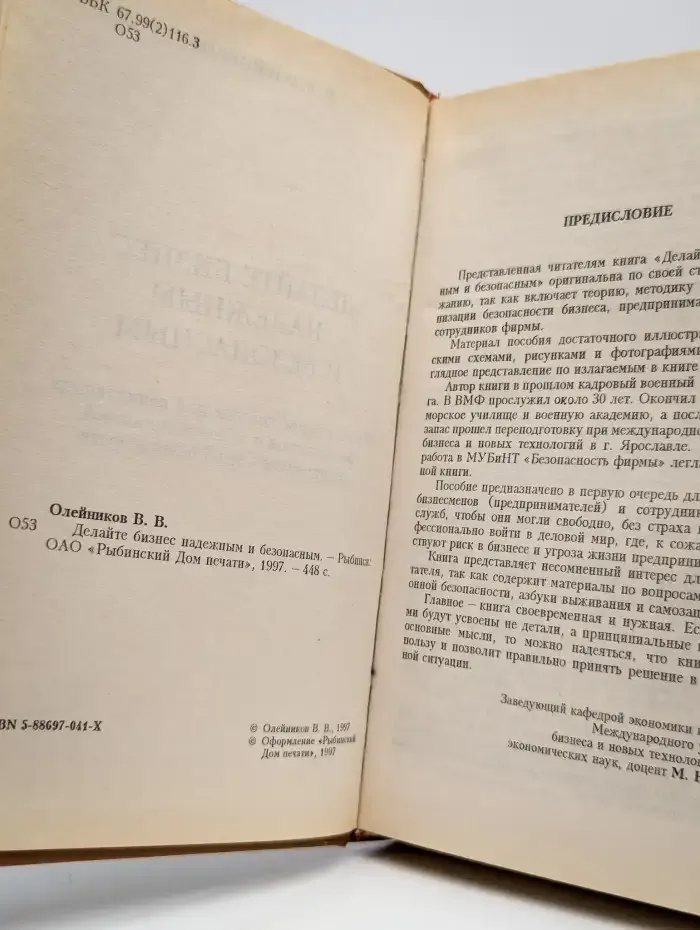 ББК 67.99(2)116.3
О53
Олейников В. В.
О53
Делайте бизнес надежным и безопасным. – Рыбинск:
ОАО «Рыбинский Дом печати», 1997. – 448 с.
BN 5-88697-041-X
© Олейников В. В., 1997
© Оформление «Рыбинский
Дом печати», 1997
ПРЕДИСЛОВИЕ
Представленная читателям книга «Делай
ным и безопасным» оригинальна по своей ст
жанию, так как включает теорию, методику
низации безопасности бизнеса, предпринима
сотрудников фирмы.
Материал пособия достаточного иллюстри
скими схемами, рисунками и фотографиями
глядное представление по излагаемым в книге
Автор книги в прошлом кадровый военный
га. В ВМФ прослужил около 30 лет. Окончил
морское училище и военную академию, а посл
запас прошел переподготовку при международно
бизнеса и новых технологий в г. Ярославле.
работа в МУБиНТ «Безопасность фирмы» легл
ной книги.
Пособие предназначено в первую очередь дл
бизнесменов (предпринимателей) и сотрудни
служб, чтобы они могли свободно, без страха
фессионально войти в деловой мир, где, к сожа
ствуют риск в бизнесе и угроза жизни предприни
Книга представляет несомненный интерес дл
тателя, так как содержит материалы по вопросам
онной безопасности, азбуки выживания и самозащ
Главное – книга своевременная и нужная. Ес
ми будут усвоены не детали, а принципиальные
основные мысли, то можно надеяться, что кни
пользу и позволит правильно принять решение в
ной ситуации.
Заведующий кафедрой экономики
Международного
бизнеса и новых технолог
экономических наук, доцент М.